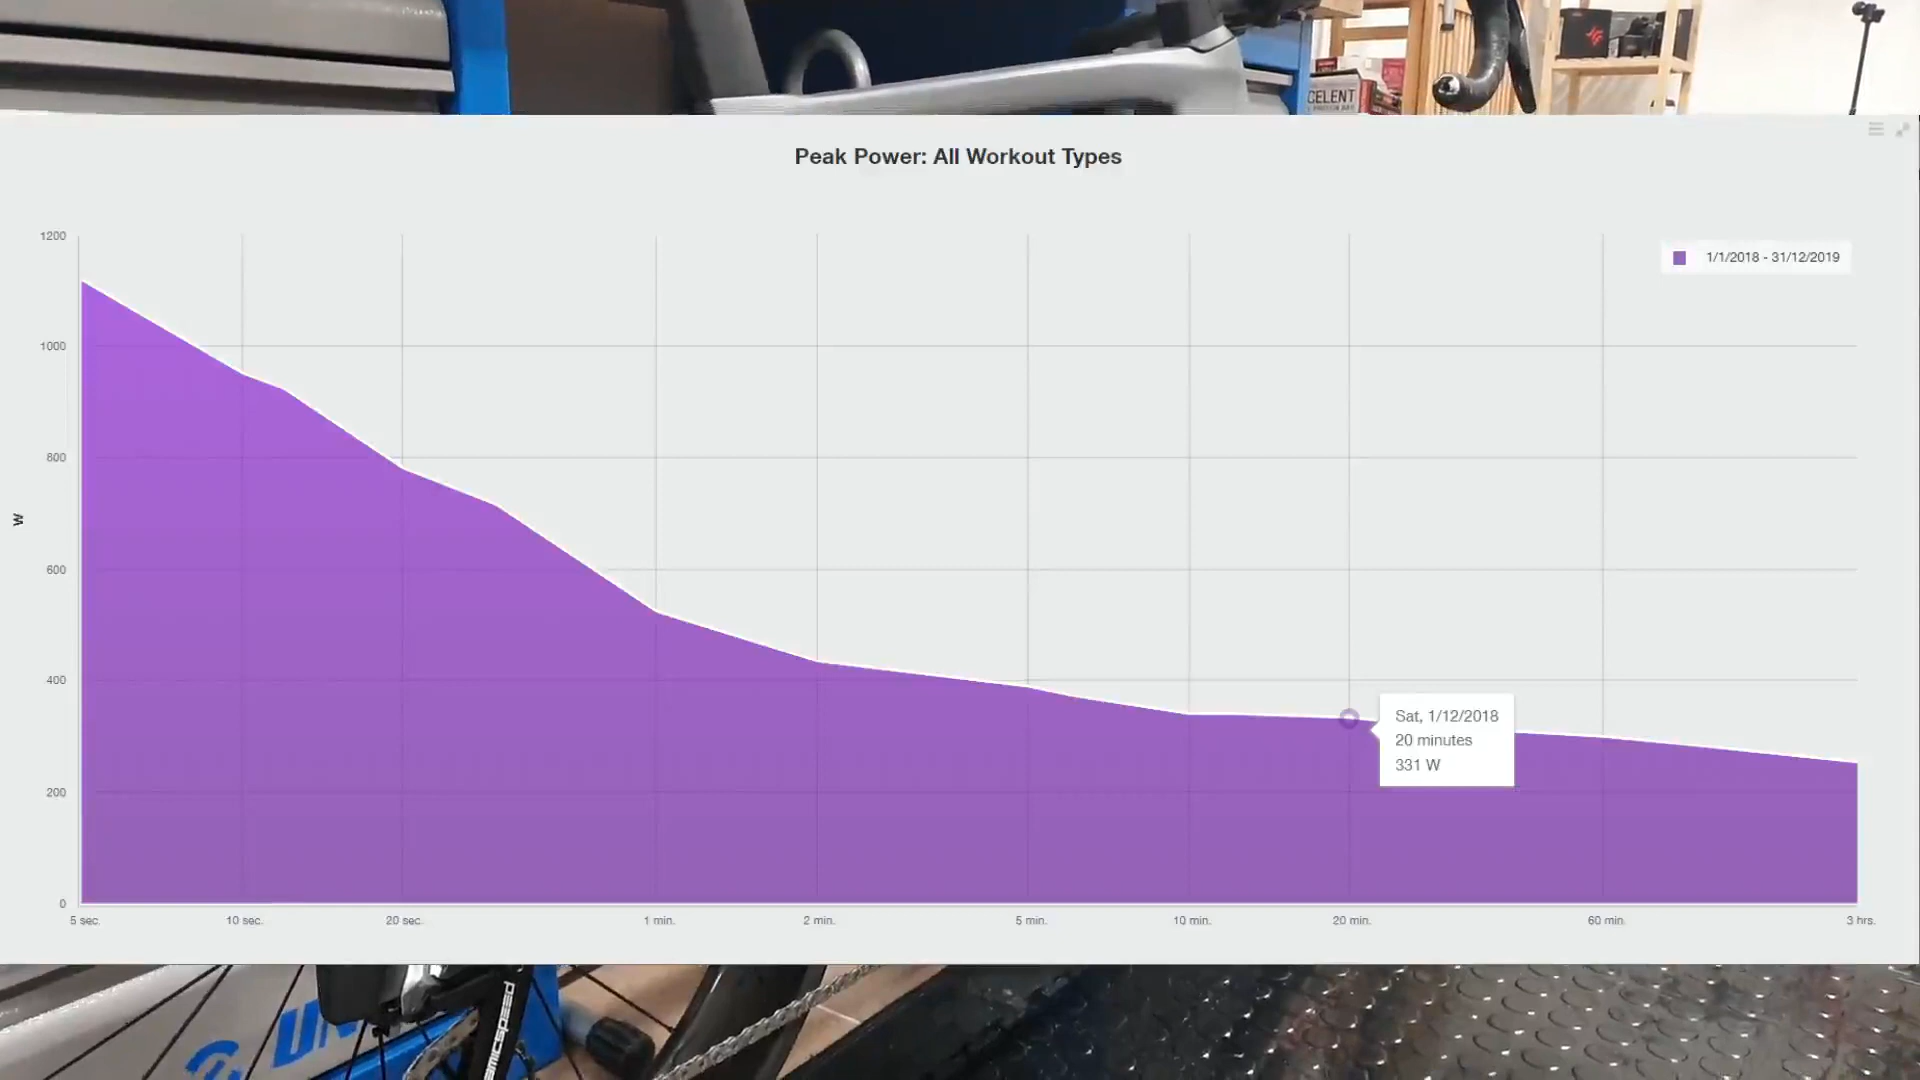 CELENT
Peak Power: All Workout Types
1/1/2018 - 31/12/2019
1200
1000
800
600
400
200
0
W
Sat, 1/12/2018
20 minutes
331 W
5 sec.
10 sec.
20 sec.
1 min.
2 min.
5 min.
10 min.
20 min.
60 min.
3 hrs.
UN